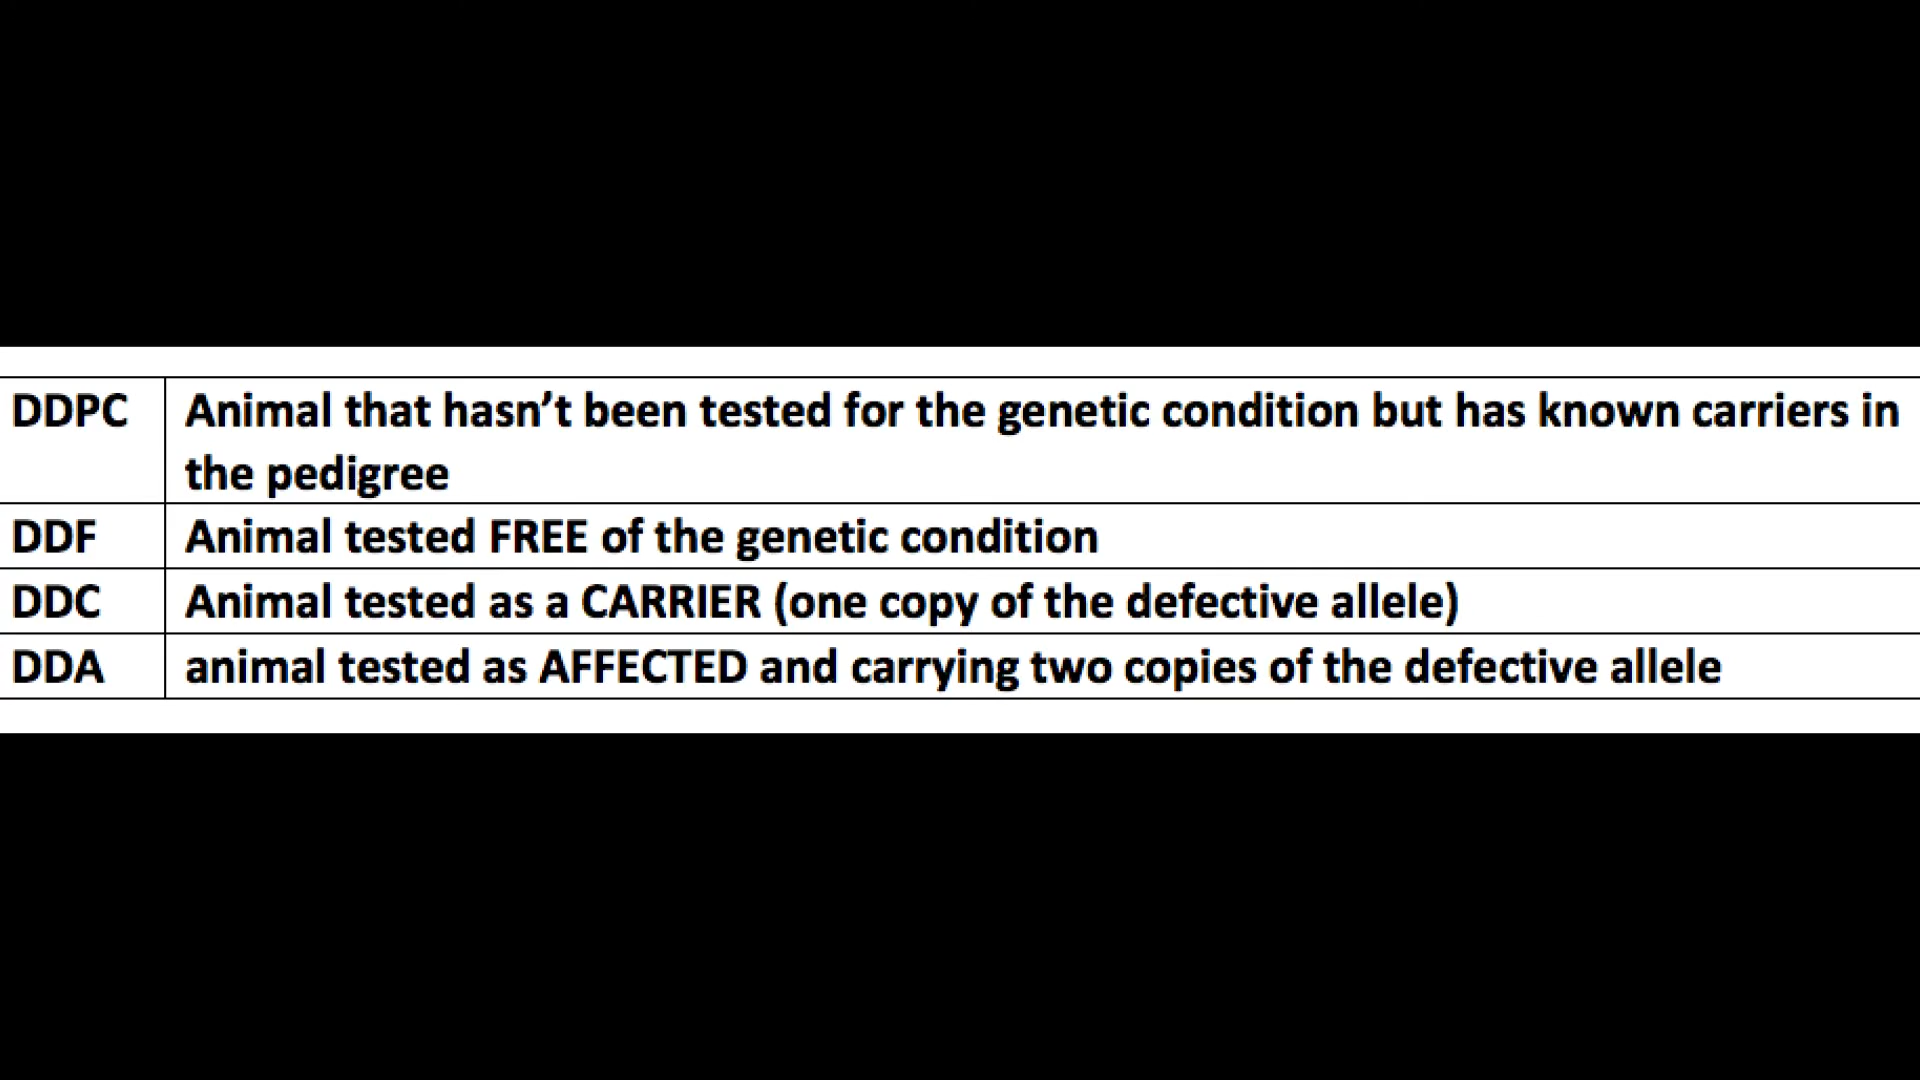 DDPC Animal that hasn’t been tested for the genetic condition but has known carriers in
the pedigree
DDF Animal tested FREE of the genetic condition
DDC Animal tested as a CARRIER (one copy of the defective allele)
DDA animal tested as AFFECTED and carrying two copies of the defective allele